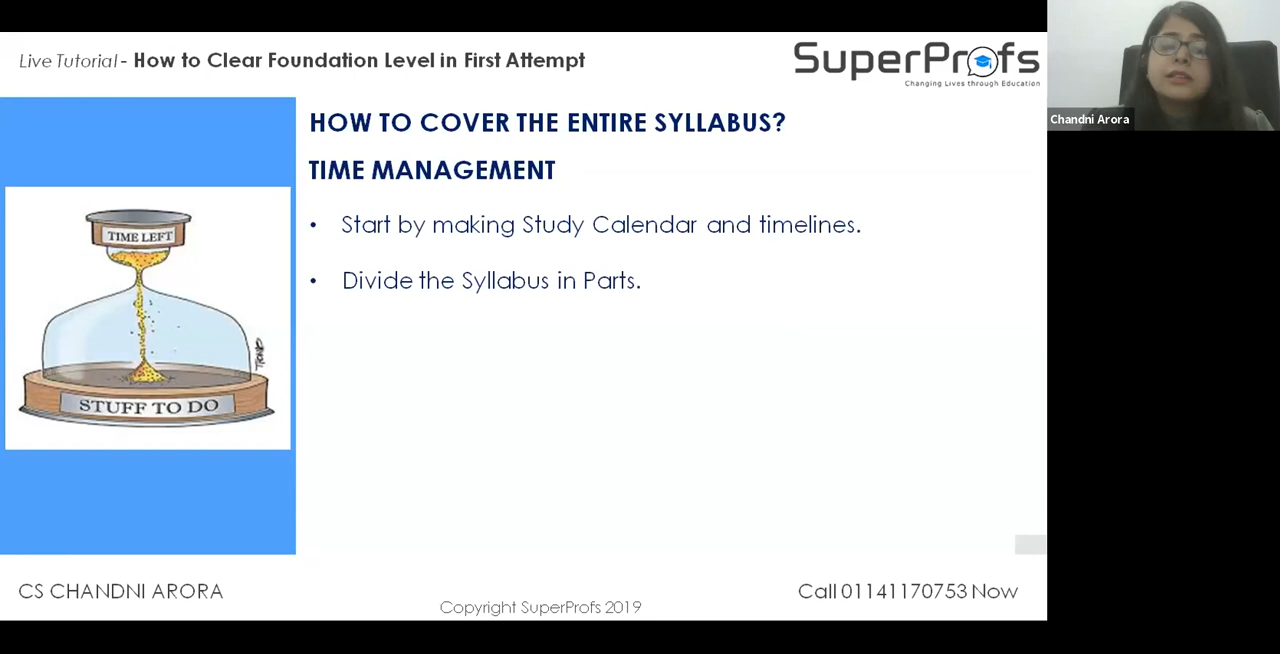 Live Tutorial - How to Clear Foundation Level in First Attempt
SuperProfs
Changing Lives through Education
Chandni Arora
HOW TO COVER THE ENTIRE SYLLABUS?
TIME MANAGEMENT
• Start by making Study Calendar and timelines.
• Divide the Syllabus in Parts.
TIME LEFT
STUFF TO DO
CS CHANDNI ARORA
Copyright SuperProfs 2019
Call 01141170753 Now